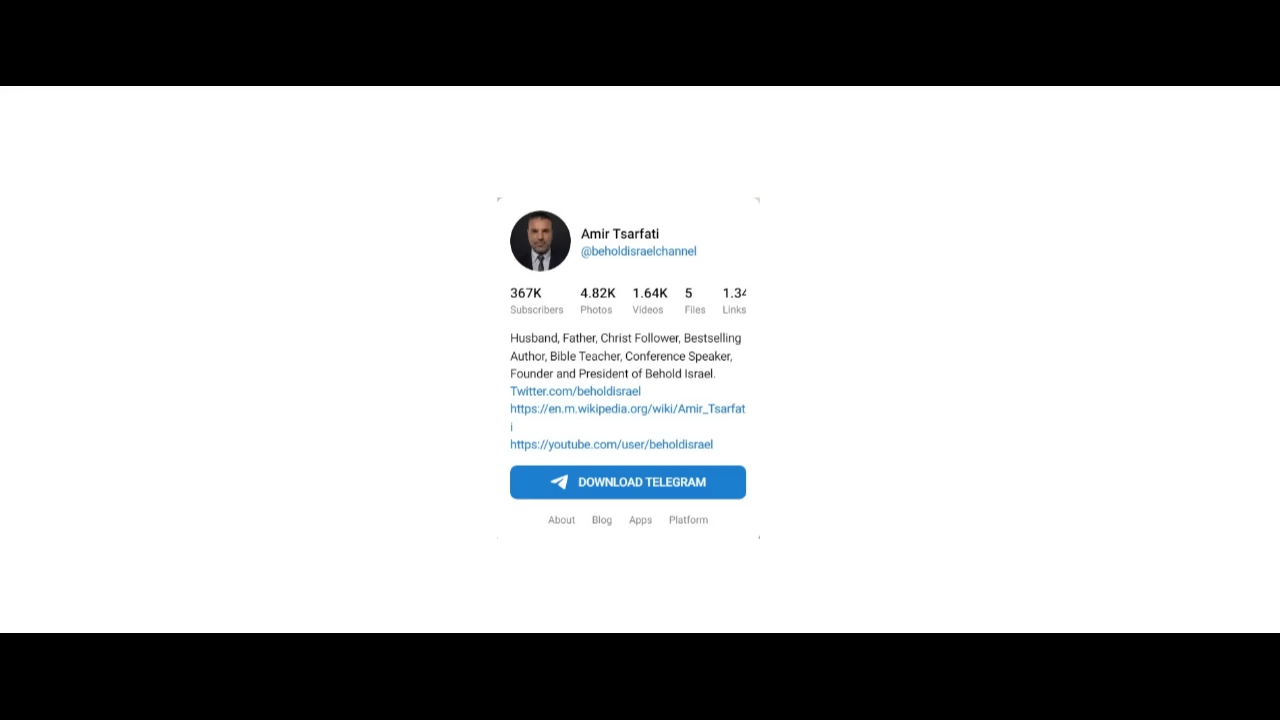 Amir Tsarfati
@beholdisraelchannel
367K 4.82K 1.64K 5 1.34
Subscribers Photos Videos Files Links
Husband, Father, Christ Follower, Bestselling
Author, Bible Teacher, Conference Speaker,
Founder and President of Behold Israel.
Twitter.com/beholdisrael
https://en.m.wikipedia.org/wiki/Amir_Tsarfat
i
https://youtube.com/user/beholdisrael
DOWNLOAD TELEGRAM
About Blog Apps Platform